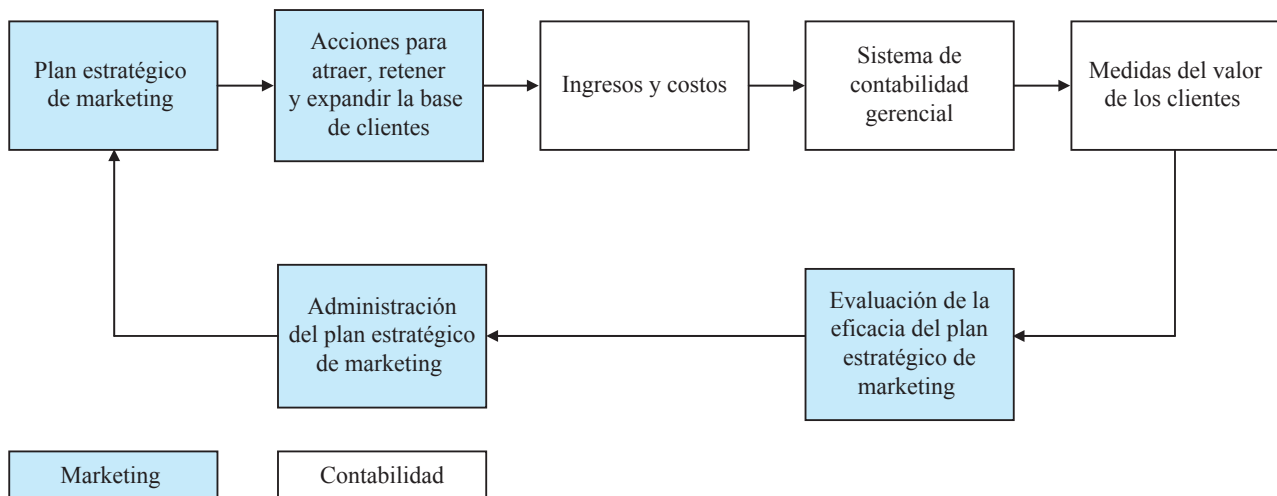 Plan estratégico
de marketing
Acciones para
atraer, retener
y expandir la base
de clientes
Ingresos y costos
Sistema de
contabilidad
gerencial
Medidas del valor
de los clientes
Administración
del plan estratégico
de marketing
Evaluación de la
eficacia del plan
estratégico de
marketing
Marketing
Contabilidad